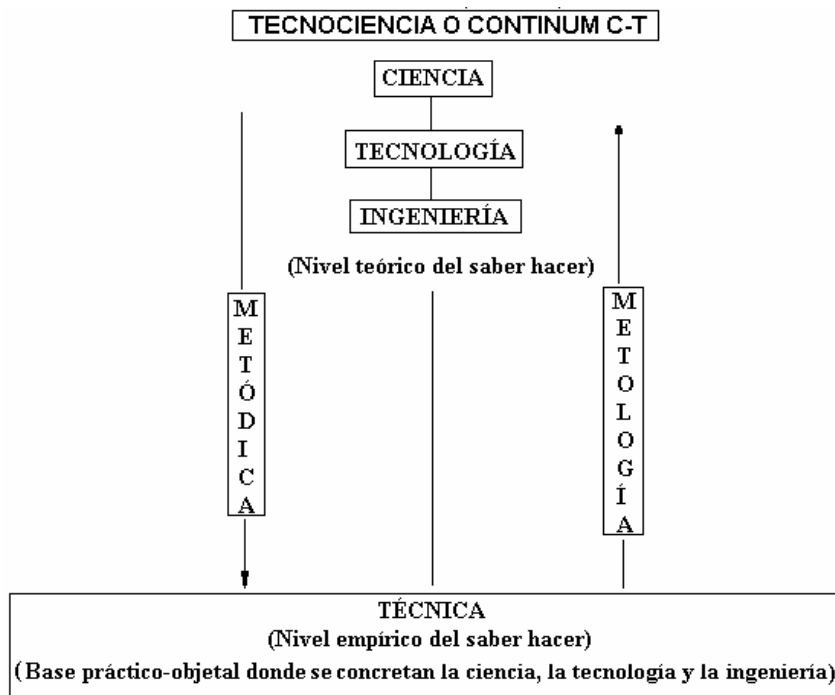 TECNOCIENCIA O CONTINUM C-T
CIENCIA
TECNOLOGÍA
INGENIERÍA
(Nivel teórico del saber hacer)
METÓDICA
METOLOGÍA
TÉCNICA
(Nivel empírico del saber hacer)
( Base práctico-objetal donde se concretan la ciencia, la tecnología y la ingeniería)